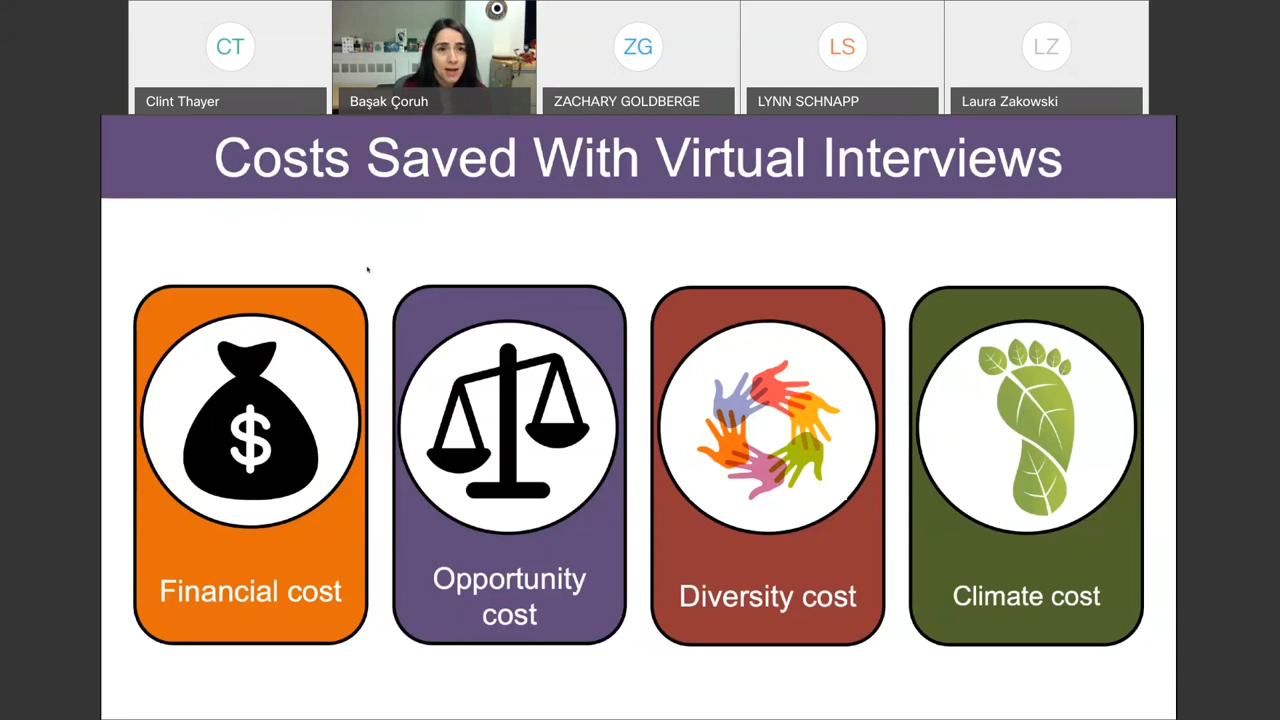 CT
ZG
LS
LZ
Clint Thayer
Başak Çoruh
ZACHARY GOLDBERGE
LYNN SCHNAPP
Laura Zakowski
Costs Saved With Virtual Interviews
$
Financial cost
Opportunity
cost
Diversity cost
Climate cost